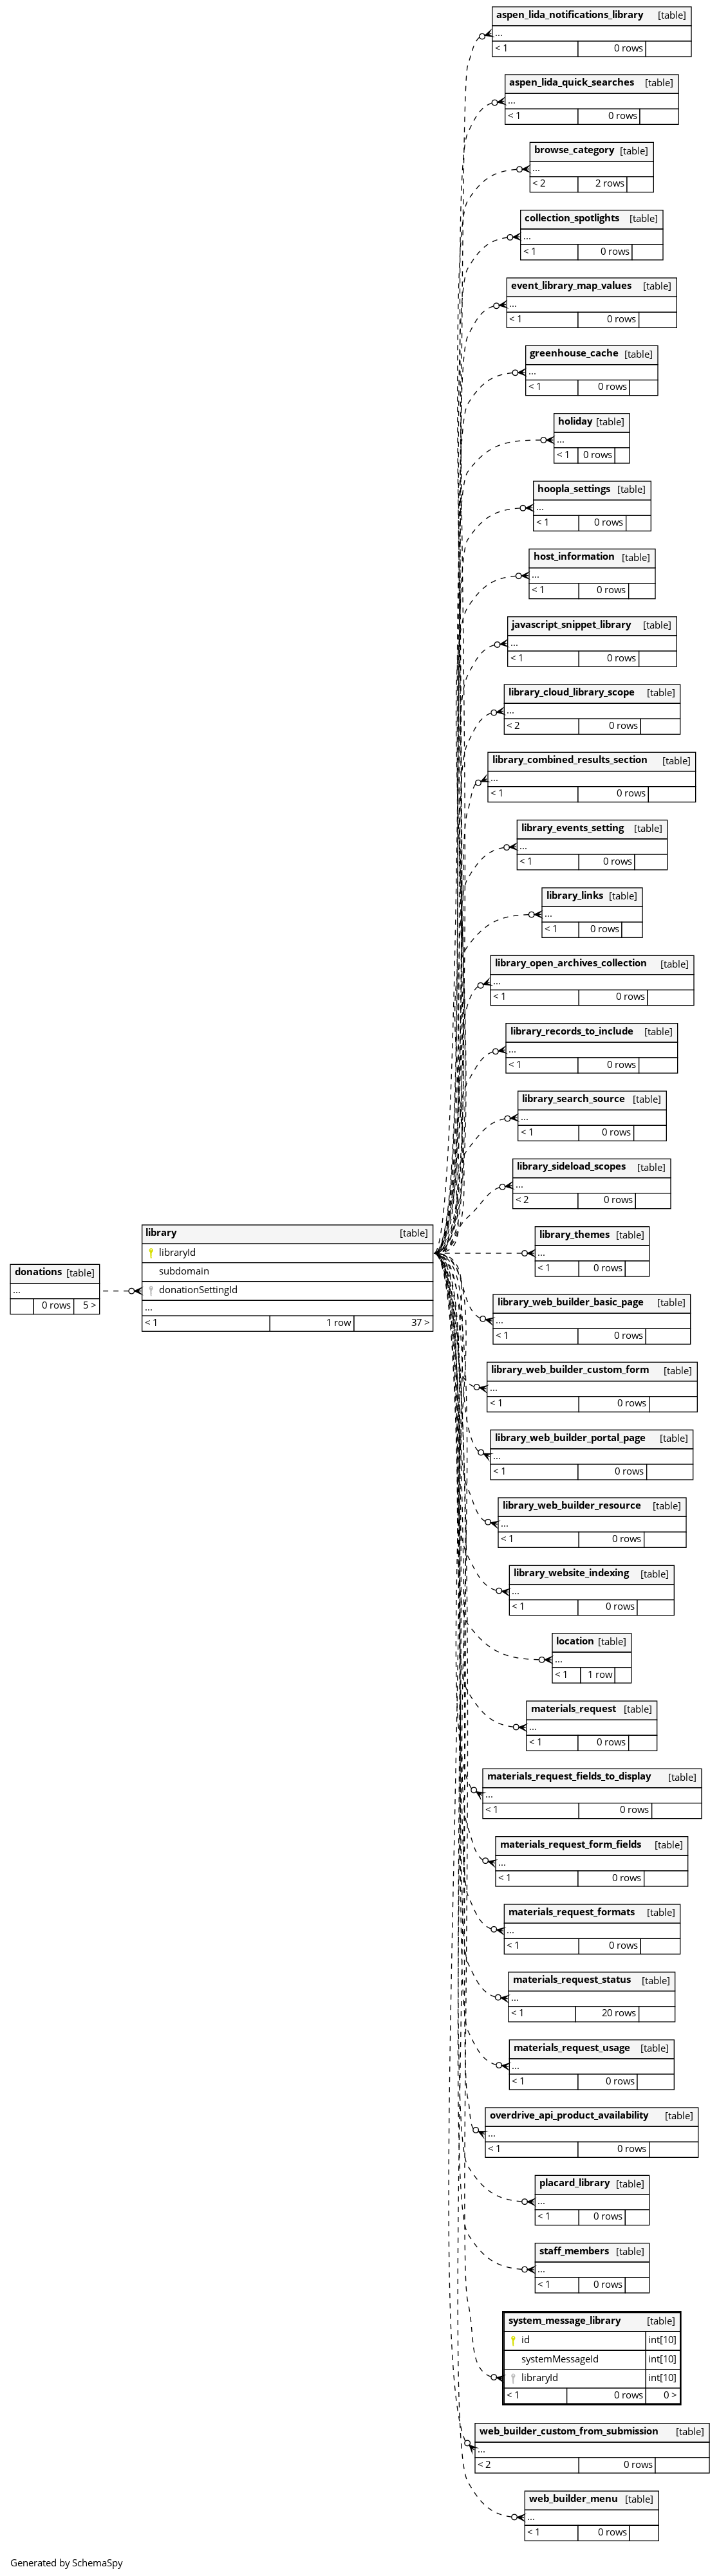 aspen_lida_notifications_library [table]
...
< 1 0 rows
aspen_lida_quick_searches [table]
...
< 1 0 rows
browse_category [table]
...
< 2 2 rows
collection_spotlights [table]
...
< 1 0 rows
event_library_map_values [table]
...
< 1 0 rows
greenhouse_cache [table]
...
< 1 0 rows
holiday [table]
...
< 1 0 rows
hoopla_settings [table]
...
< 1 0 rows
host_information [table]
...
< 1 0 rows
javascript_snippet_library [table]
...
< 1 0 rows
library_cloud_library_scope [table]
...
< 2 0 rows
library_combined_results_section [table]
...
< 1 0 rows
library_events_setting [table]
...
< 1 0 rows
library_links [table]
...
< 1 0 rows
library_open_archives_collection [table]
...
< 1 0 rows
library_records_to_include [table]
...
< 1 0 rows
library_search_source [table]
...
< 1 0 rows
library_sideload_scopes [table]
...
< 2 0 rows
library [table]
libraryId
subdomain
donationSettingId
...
< 1 1 row 37 >
donations [table]
...
0 rows 5 >
library_themes [table]
...
< 1 0 rows
library_web_builder_basic_page [table]
...
< 1 0 rows
library_web_builder_custom_form [table]
...
< 1 0 rows
library_web_builder_portal_page [table]
...
< 1 0 rows
library_web_builder_resource [table]
...
< 1 0 rows
library_website_indexing [table]
...
< 1 0 rows
location [table]
...
< 1 1 row
materials_request [table]
...
< 1 0 rows
materials_request_fields_to_display [table]
...
< 1 0 rows
materials_request_form_fields [table]
...
< 1 0 rows
materials_request_formats [table]
...
< 1 0 rows
materials_request_status [table]
...
< 1 20 rows
materials_request_usage [table]
...
< 1 0 rows
overdrive_api_product_availability [table]
...
< 1 0 rows
placard_library [table]
...
< 1 0 rows
staff_members [table]
...
< 1 0 rows
system_message_library [table]
id int[10]
systemMessageId int[10]
libraryId int[10]
< 1 0 rows 0 >
web_builder_custom_from_submission [table]
...
< 2 0 rows
web_builder_menu [table]
...
< 1 0 rows
Generated by SchemaSpy